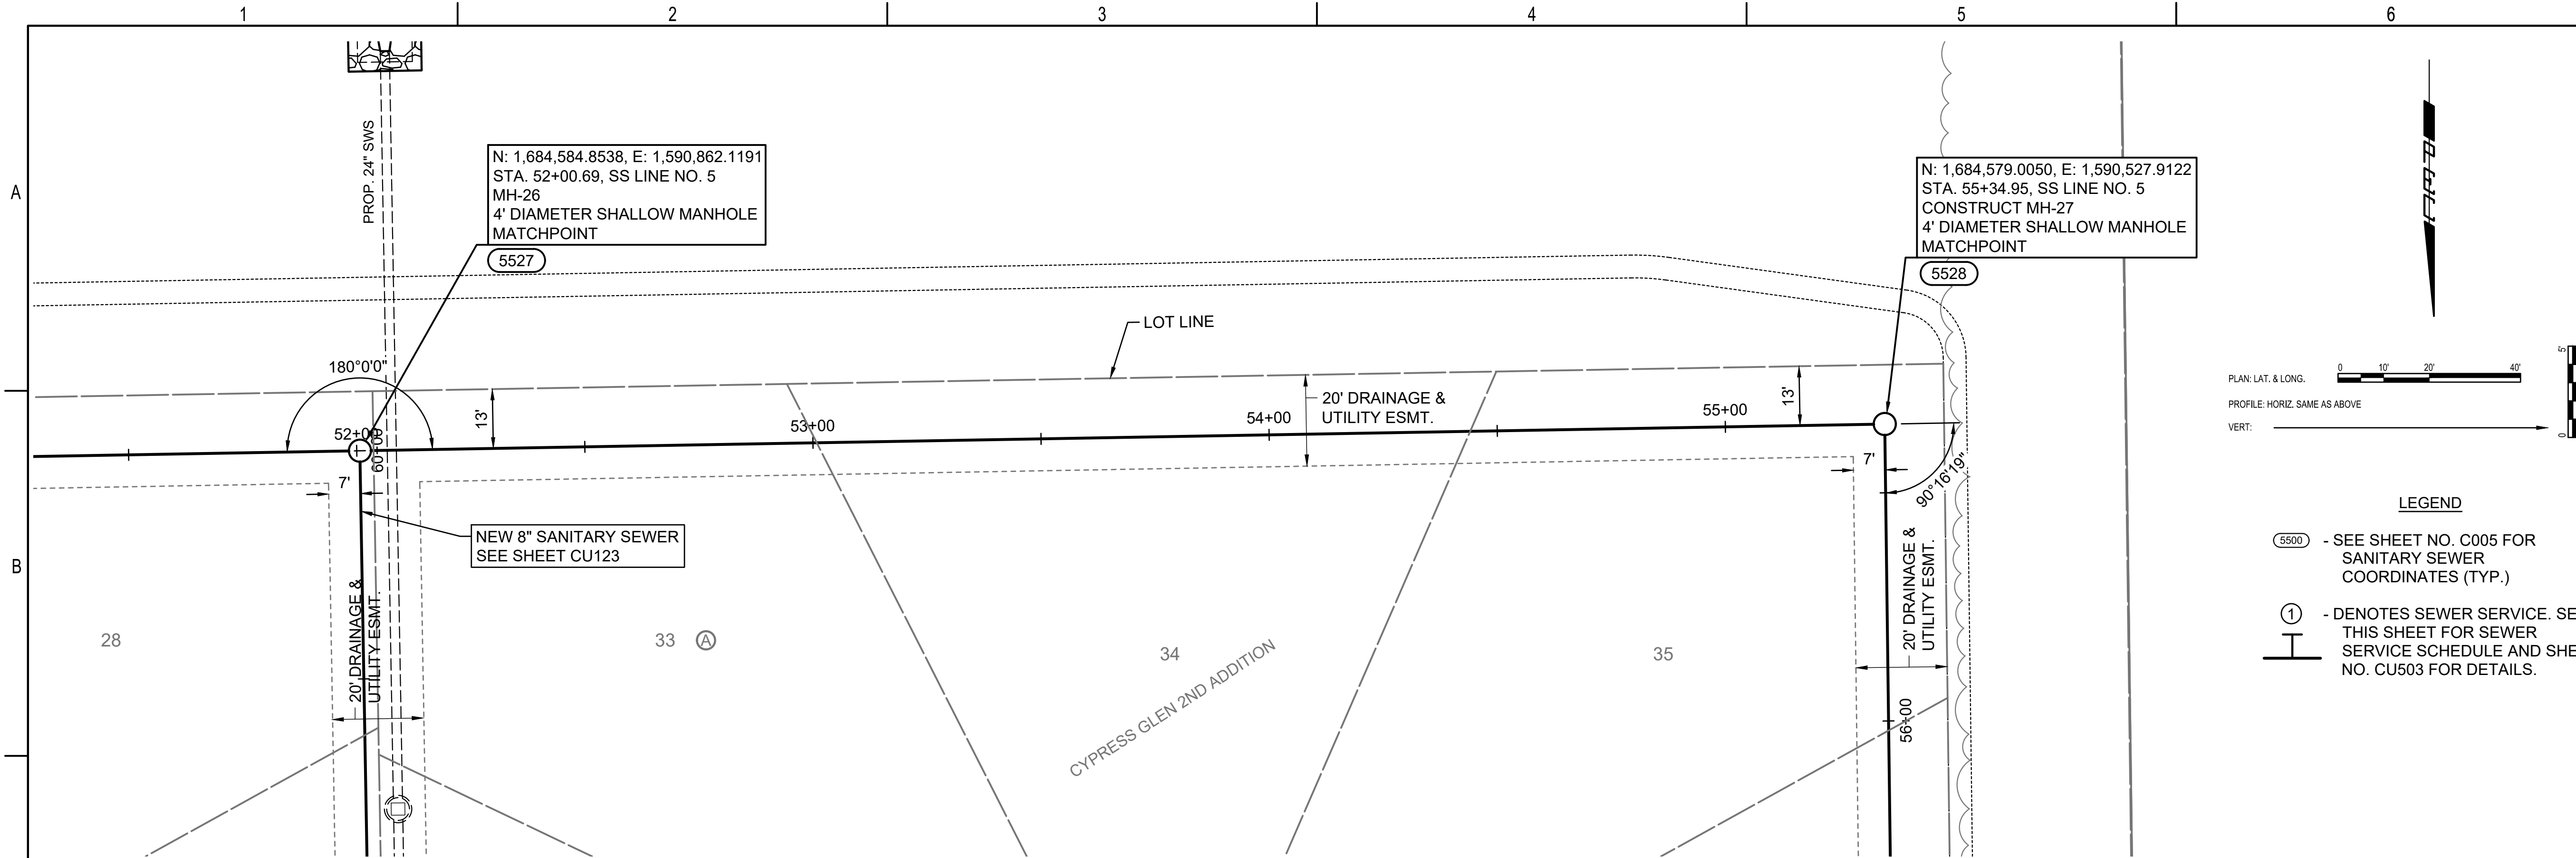 1
2
3
4
5
6
A
B
PROP. 24" SWS
N: 1,684,584.8538, E: 1,590,862.1191
STA. 52+00.69, SS LINE NO. 5
MH-26
4' DIAMETER SHALLOW MANHOLE
MATCHPOINT
5527
N: 1,684,579.0050, E: 1,590,527.9122
STA. 55+34.95, SS LINE NO. 5
CONSTRUCT MH-27
4' DIAMETER SHALLOW MANHOLE
MATCHPOINT
5528
LOT LINE
180°0'0"
13'
20' DRAINAGE &
UTILITY ESMT.
13'
52+00
60+00
53+00
54+00
55+00
7'
7'
90°16'19"
NEW 8" SANITARY SEWER
SEE SHEET CU123
20' DRAINAGE &
UTILITY ESMT.
20' DRAINAGE &
UTILITY ESMT.
56+00
28
33
A
34
35
CYPRESS GLEN 2ND ADDITION
PLAN: LAT. & LONG.
0 10' 20' 40'
PROFILE: HORIZ. SAME AS ABOVE
VERT:
0
5
LEGEND
5500 - SEE SHEET NO. C005 FOR
SANITARY SEWER
COORDINATES (TYP.)
1 - DENOTES SEWER SERVICE. SE
THIS SHEET FOR SEWER
SERVICE SCHEDULE AND SHE
NO. CU503 FOR DETAILS.